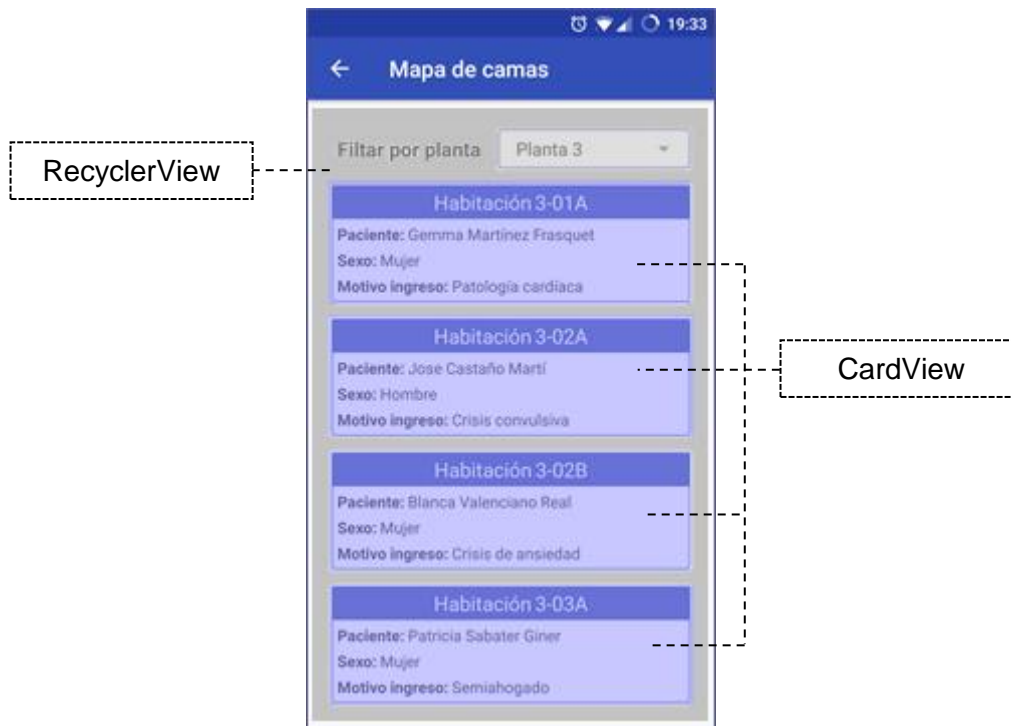 19:33
Mapa de camas
Filtar por planta Planta 3
RecyclerView
Habitación 3-01A
Paciente: Gemma Martínez Frasquet
Sexo: Mujer
Motivo ingreso: Patología cardíaca
Habitación 3-02A
Paciente: Jose Castaño Martí
Sexo: Hombre
Motivo ingreso: Crisis convulsiva
CardView
Habitación 3-02B
Paciente: Blanca Valenciano Real
Sexo: Mujer
Motivo ingreso: Crisis de ansiedad
Habitación 3-03A
Paciente: Patricia Sabater Giner
Sexo: Mujer
Motivo ingreso: Semiahogado